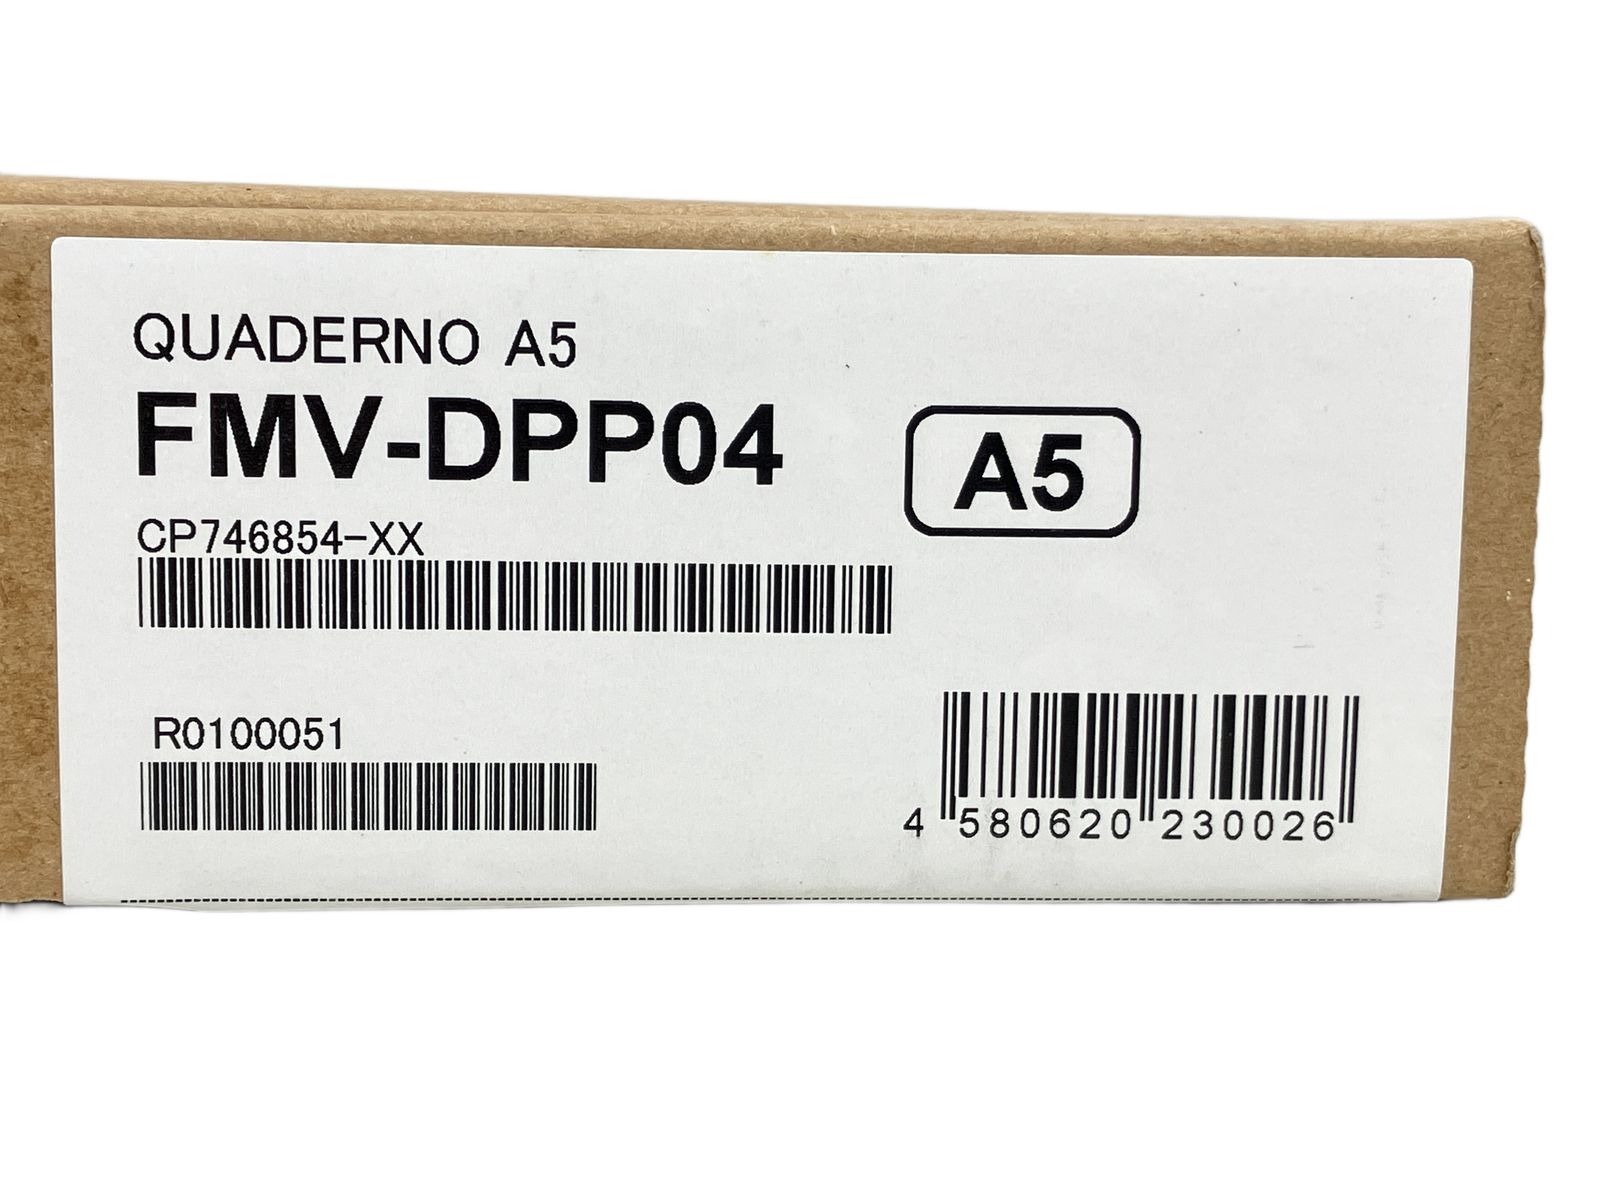 QUADERNO A5
FMV-DPP04
A5
CP746854-XX
R0100051
4 580620 230026